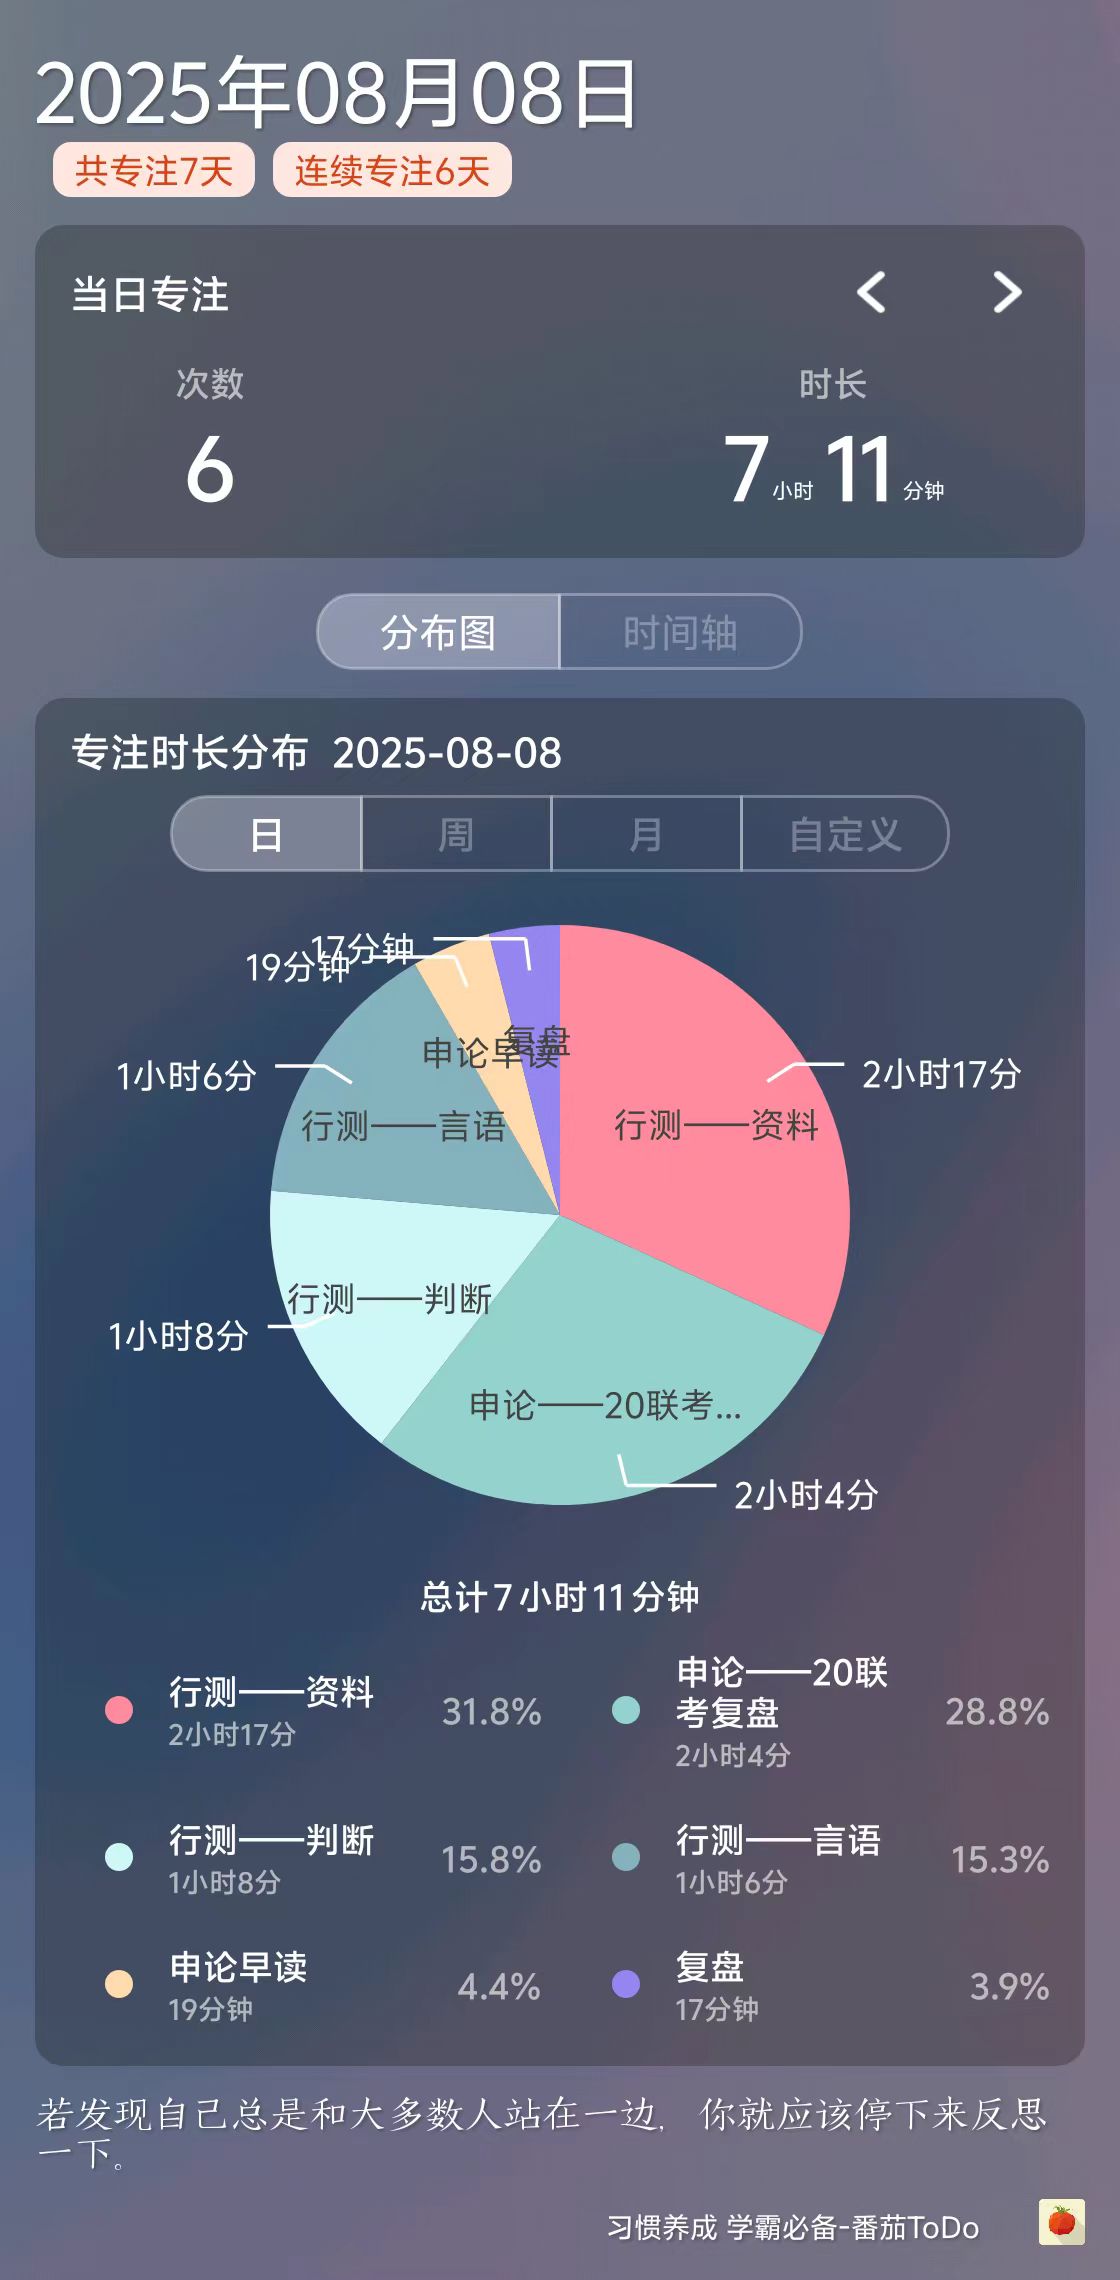 2025年08月08日
共专注7天
连续专注6天
当日专注
次数
时长
6
7小时11分钟
分布图
时间轴
专注时长分布 2025-08-08
日
周
月
自定义
17分钟
19分钟
复盘
申论早读
1小时6分
2小时17分
行测——言语
行测——资料
行测——判断
1小时8分
申论——20联考...
2小时4分
总计7小时11分钟
行测——资料
2小时17分
31.8%
申论——20联
考复盘
2小时4分
28.8%
行测——判断
1小时8分
15.8%
行测——言语
1小时6分
15.3%
申论早读
19分钟
4.4%
复盘
17分钟
3.9%
若发现自己总是和大多数人站在一边，你就应该停下来反思
一下。
习惯养成 学霸必备-番茄ToDo